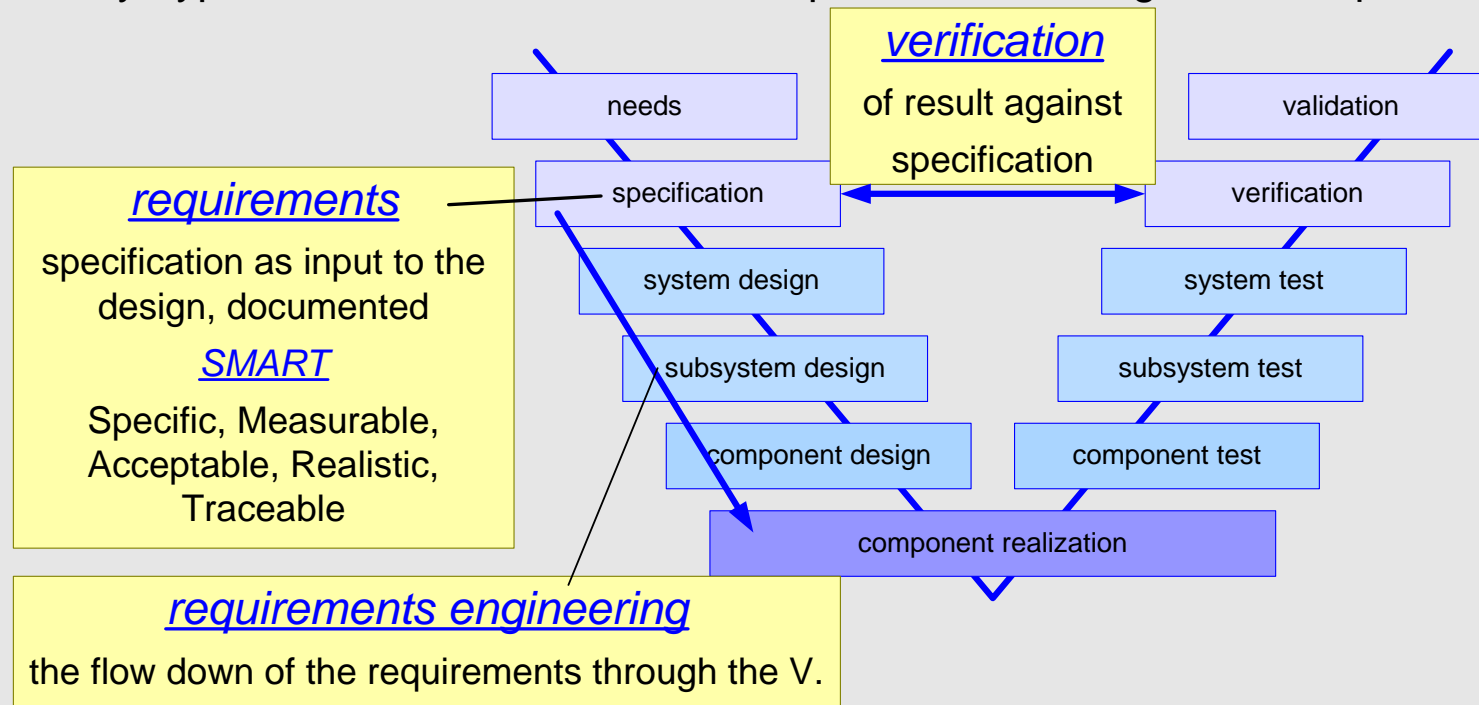 verification
of result against
specification
needs
validation
requirements
specification as input to the
design, documented
SMART
Specific, Measurable,
Acceptable, Realistic,
Traceable
specification
verification
system design
system test
subsystem design
subsystem test
component design
component test
component realization
requirements engineering
the flow down of the requirements through the V.